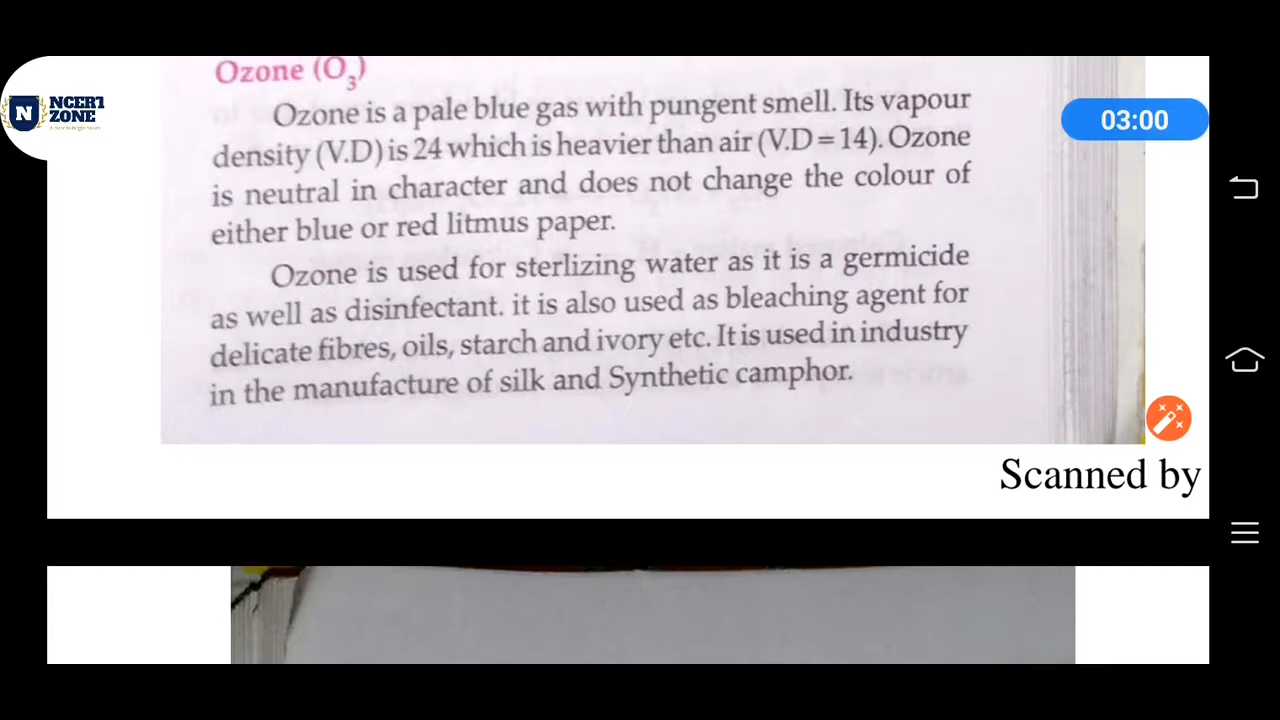 Ozone (O₃)
NCERT
ZONE
N
Ozone is a pale blue gas with pungent smell. Its vapour
03:00
density (V.D) is 24 which is heavier than air (V.D = 14). Ozone
is neutral in character and does not change the colour of
either blue or red litmus paper.
Ozone is used for sterlizing water as it is a germicide
as well as disinfectant. it is also used as bleaching agent for
delicate fibres, oils, starch and ivory etc. It is used in industry
in the manufacture of silk and Synthetic camphor.
Scanned by